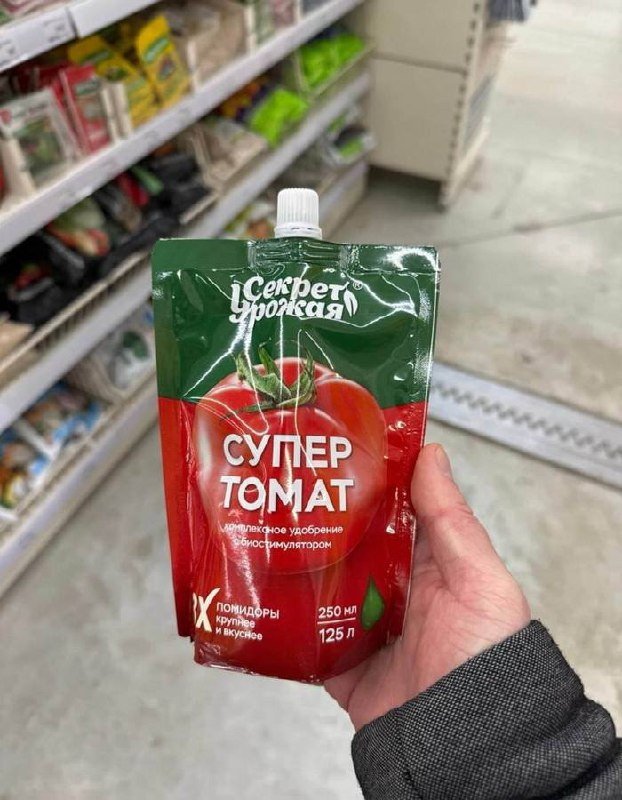 Секрет®
Урожая
СУПЕР
ТОМАТ
комплексное удобрение
с биостимулятором
ПОМИДОРЫ
крупнее
и вкуснее
250 мл
125 л